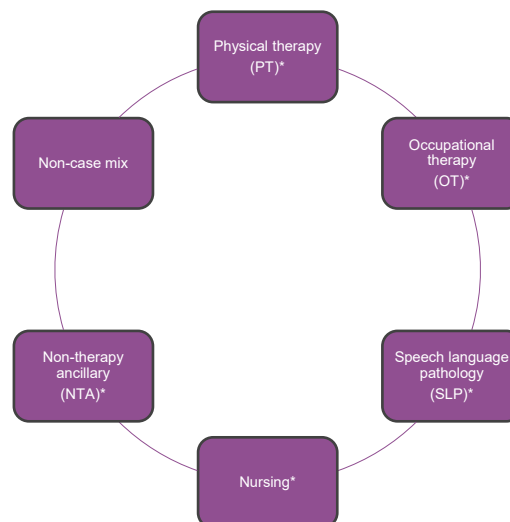 Physical therapy
(PT)*
Occupational
therapy
(OT)*
Speech language
pathology
(SLP)*
Nursing*
Non-therapy
ancillary
(NTA)*
Non-case mix